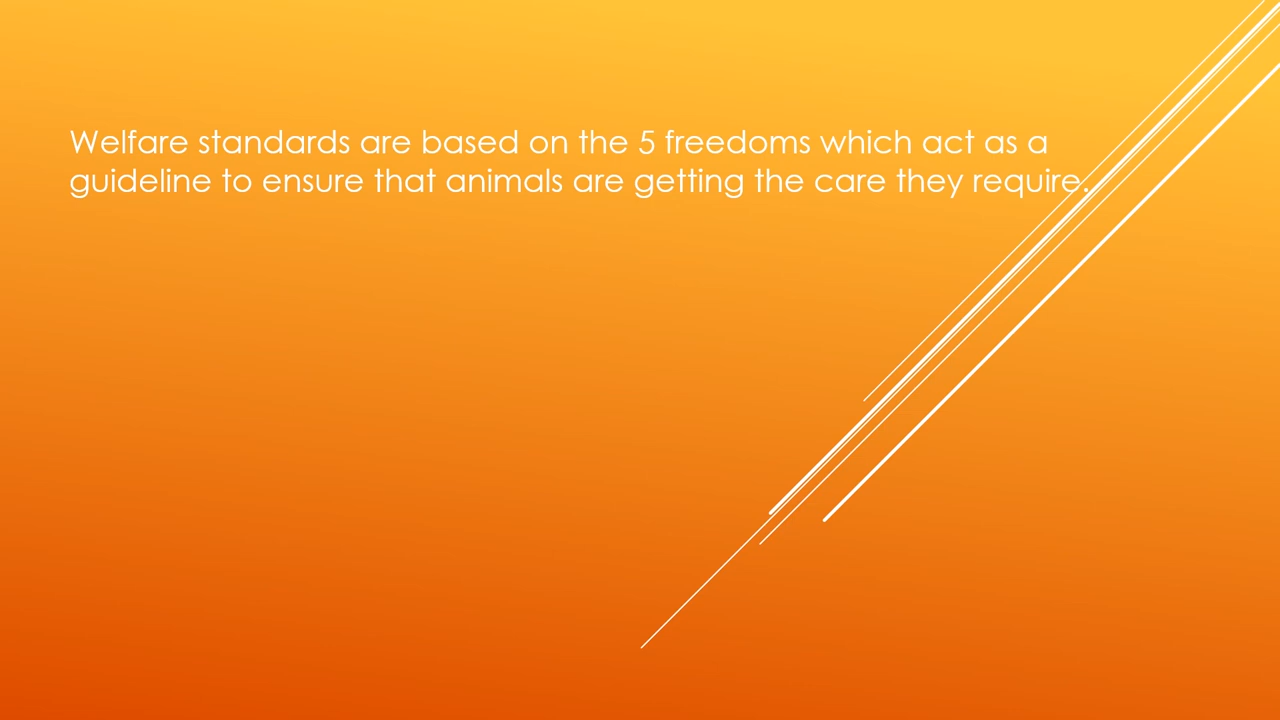 Welfare standards are based on the 5 freedoms which act as a
guideline to ensure that animals are getting the care they require.